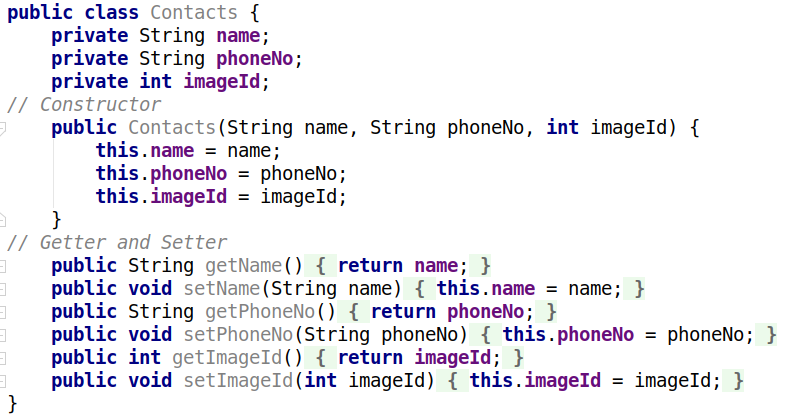 public class Contacts {
    private String name;
    private String phoneNo;
    private int imageId;
// Constructor
    public Contacts(String name, String phoneNo, int imageId) {
        this.name = name;
        this.phoneNo = phoneNo;
        this.imageId = imageId;
    }
// Getter and Setter
    public String getName() { return name; }
    public void setName(String name) { this.name = name; }
    public String getPhoneNo() { return phoneNo; }
    public void setPhoneNo(String phoneNo) { this.phoneNo = phoneNo; }
    public int getImageId() { return imageId; }
    public void setImageId(int imageId) { this.imageId = imageId; }
}